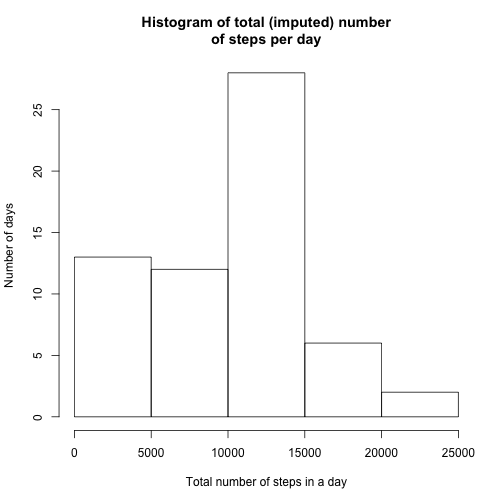 Histogram of total (imputed) number
of steps per day
Number of days
25
20
15
10
5
0
0 5000 10000 15000 20000 25000
Total number of steps in a day